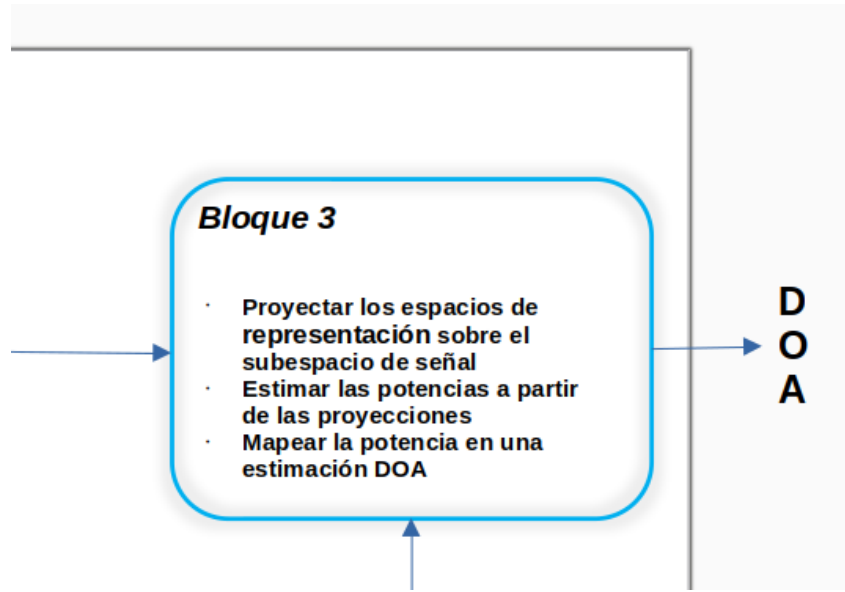 Bloque 3
· Proyectar los espacios de
representación sobre el
subespacio de señal
· Estimar las potencias a partir
de las proyecciones
· Mapear la potencia en una
estimación DOA
D
O
A